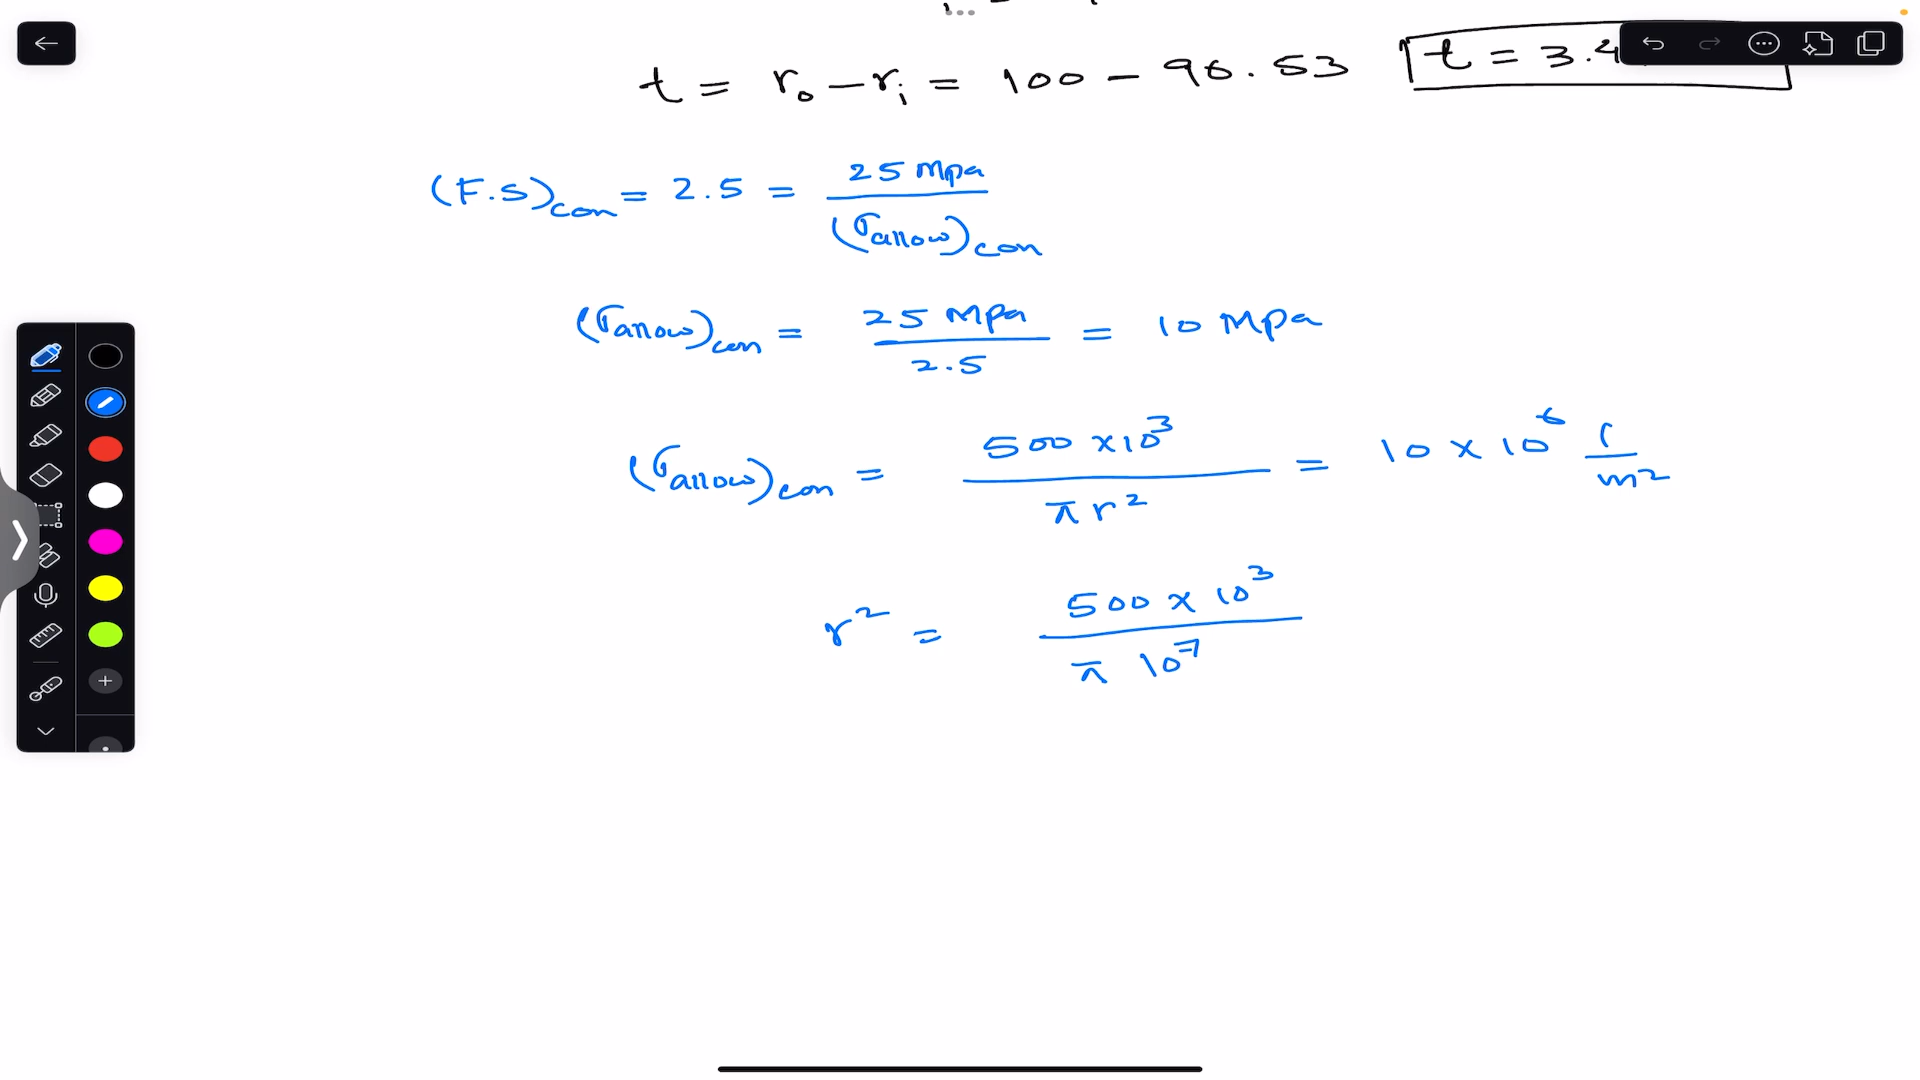 t = r₀ - rᵢ = 100 - 96.53 t = 3.4
(F.S)con = 2.5 = 25 Mpa / (σallow)con
(σallow)con = 25 Mpa / 2.5 = 10 Mpa
(σallow)con = 500 x10³ / π r² = 10 x 10⁶ / m²
r² = 500 x 10³ / π 10⁷